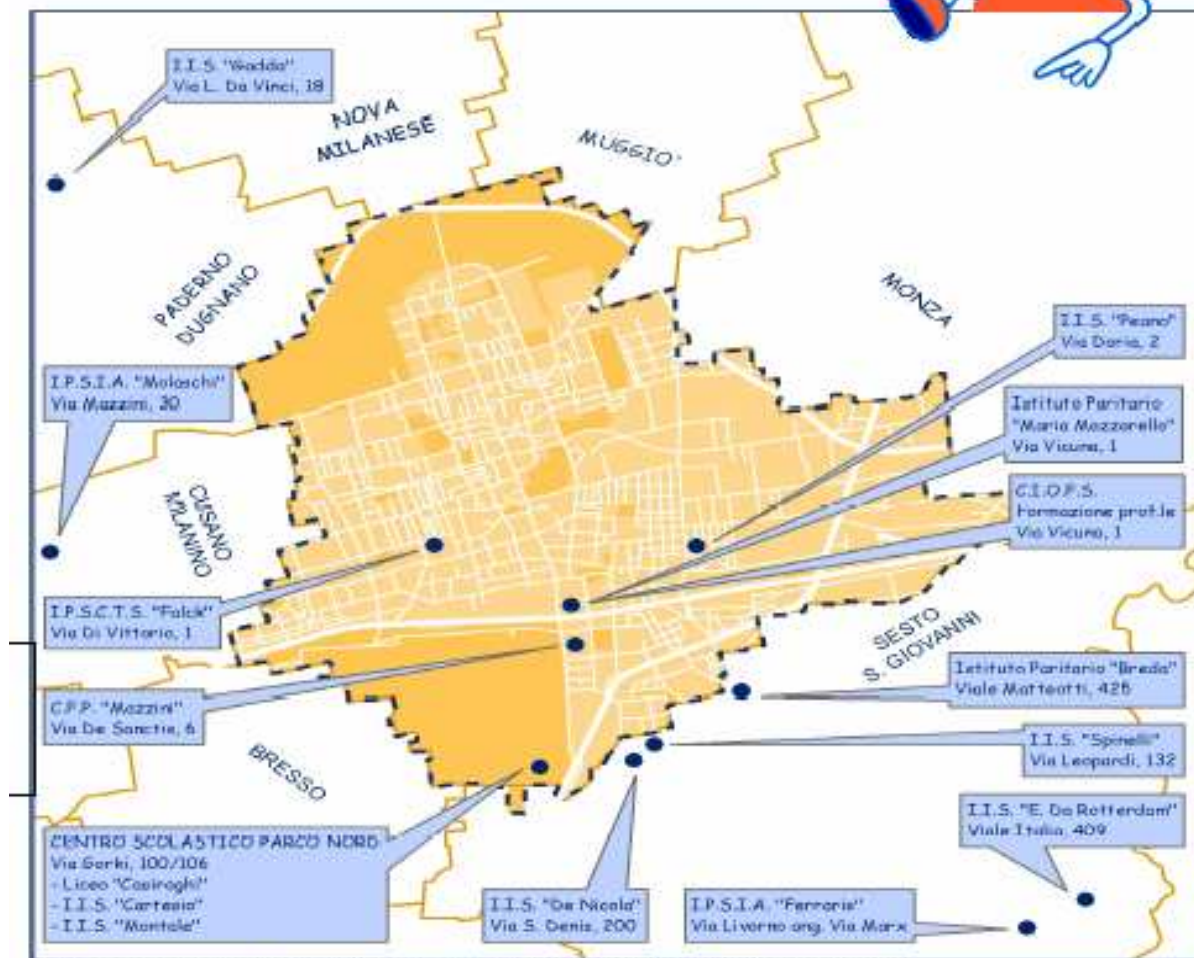 I.I.S. "Gadda"
Via L. Da Vinci, 18
NOVA
MILANESE
MUGGIO'
PADERNO
DUGNANO
MONZA
I.I.S. "Peano"
Via Doria, 2
I.P.S.I.A. "Molaschi"
Via Mazzini, 30
Istituto Paritario
"Maria Mazzarello"
Via Vicuna, 1
C.I.O.F.S.
Formazione prof.le
Via Vicuna, 1
CUSANO
MILANINO
I.P.S.C.T.S. "Falck"
Via Di Vittorio, 1
SESTO
S. GIOVANNI
Istituto Paritario "Breda"
Viale Matteotti, 425
C.F.P. "Mazzini"
Via De Sanctis, 6
I.I.S. "Spinelli"
Via Leopardi, 132
BRESSO
I.I.S. "E. Da Rotterdam"
Viale Italia, 409
CENTRO SCOLASTICO PARCO NORD
Via Gorki, 100/106
- Liceo "Casiraghi"
- I.I.S. "Cartesio"
- I.I.S. "Montale"
I.I.S. "De Nicola"
Via S. Denis, 200
I.P.S.I.A. "Ferraris"
Via Livorno ang. Via Marx